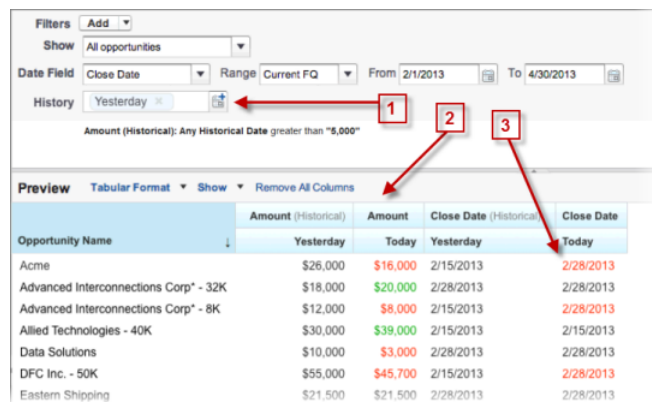 Filters Add
Show All opportunities
Date Field Close Date Range Current FQ From 2/1/2013 To 4/30/2013
History Yesterday ×
1
Amount (Historical): Any Historical Date greater than "5,000"
2
3
Preview Tabular Format Show Remove All Columns
Amount (Historical) Amount Close Date (Historical) Close Date
Opportunity Name ↓ Yesterday Today Yesterday Today
Acme $26,000 $16,000 2/15/2013 2/28/2013
Advanced Interconnections Corp* - 32K $18,000 $20,000 2/28/2013 2/28/2013
Advanced Interconnections Corp* - 8K $12,000 $8,000 2/15/2013 2/28/2013
Allied Technologies - 40K $30,000 $39,000 2/15/2013 2/15/2013
Data Solutions $10,000 $3,000 2/28/2013 2/28/2013
DFC Inc. - 50K $55,000 $45,700 2/15/2013 2/28/2013
Eastern Shipping $21,500 $21,500 2/28/2013 2/28/2013